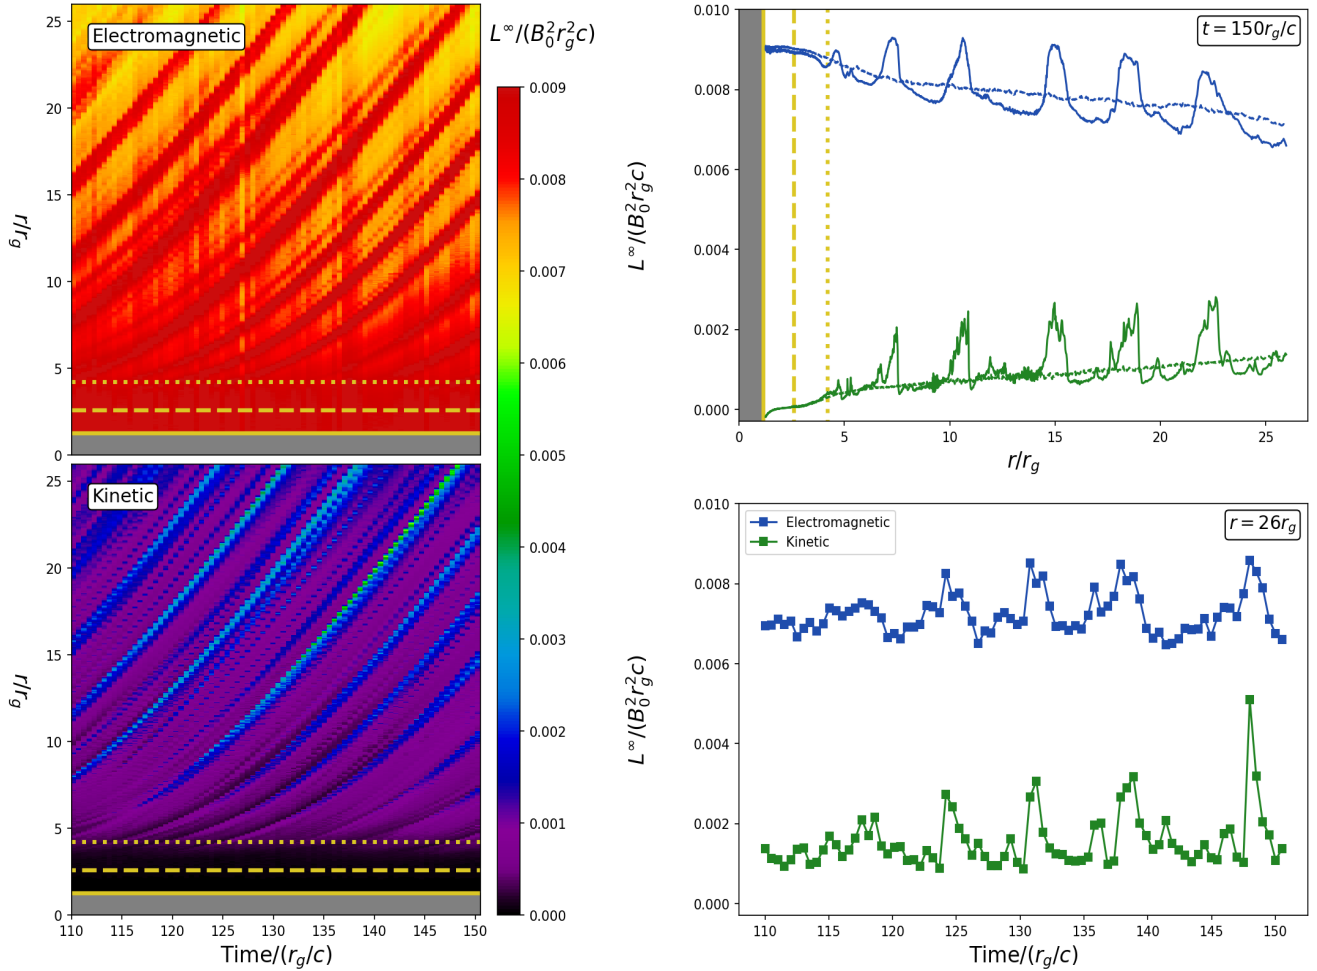 Electromagnetic
L^∞/(B_0^2 r_g^2 c)
25
20
15
10
5
0
r/r_g
0.009
0.008
0.007
0.006
0.005
0.004
0.003
0.002
0.001
0.000
Kinetic
25
20
15
10
5
0
r/r_g
110 115 120 125 130 135 140 145 150
Time/(r_g/c)
t = 150r_g/c
0.010
0.008
0.006
0.004
0.002
0.000
L^∞/(B_0^2 r_g^2 c)
0 5 10 15 20 25
r/r_g
Electromagnetic
Kinetic
r = 26r_g
0.010
0.008
0.006
0.004
0.002
0.000
L^∞/(B_0^2 r_g^2 c)
110 115 120 125 130 135 140 145 150
Time/(r_g/c)